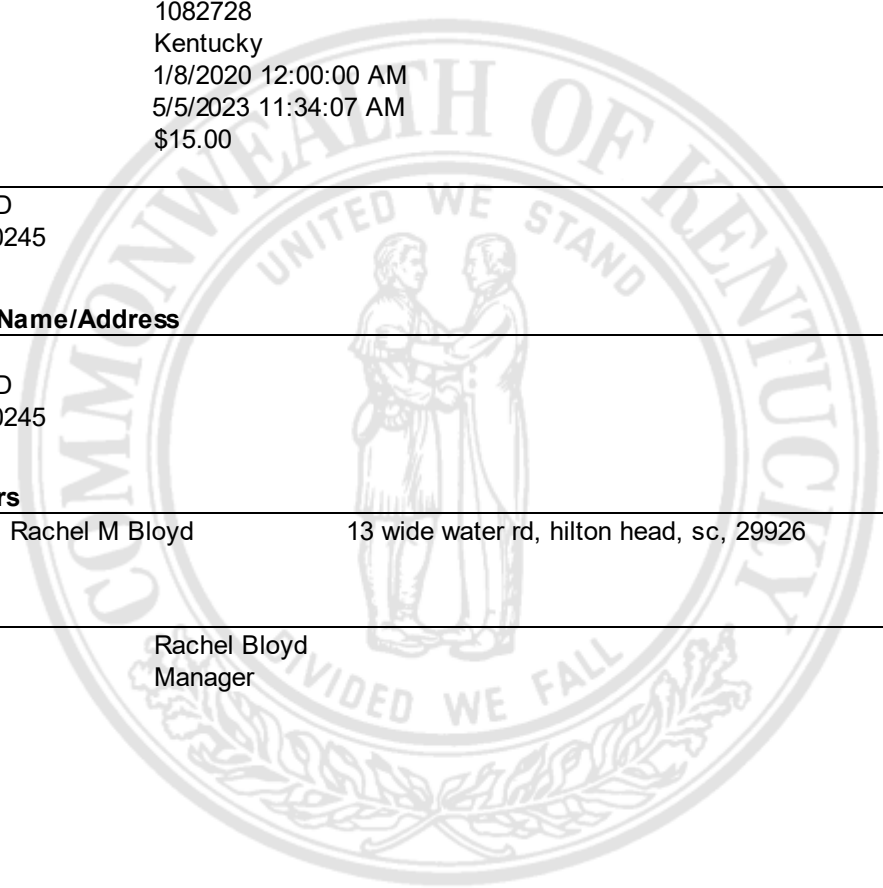 1082728
Kentucky
1/8/2020 12:00:00 AM
5/5/2023 11:34:07 AM
$15.00
D
0245
Name/Address
D
0245
rs
Rachel M Bloyd 13 wide water rd, hilton head, sc, 29926
Rachel Bloyd
Manager
COMMONWEALTH OF KENTUCKY
UNITED WE STAND
DIVIDED WE FALL